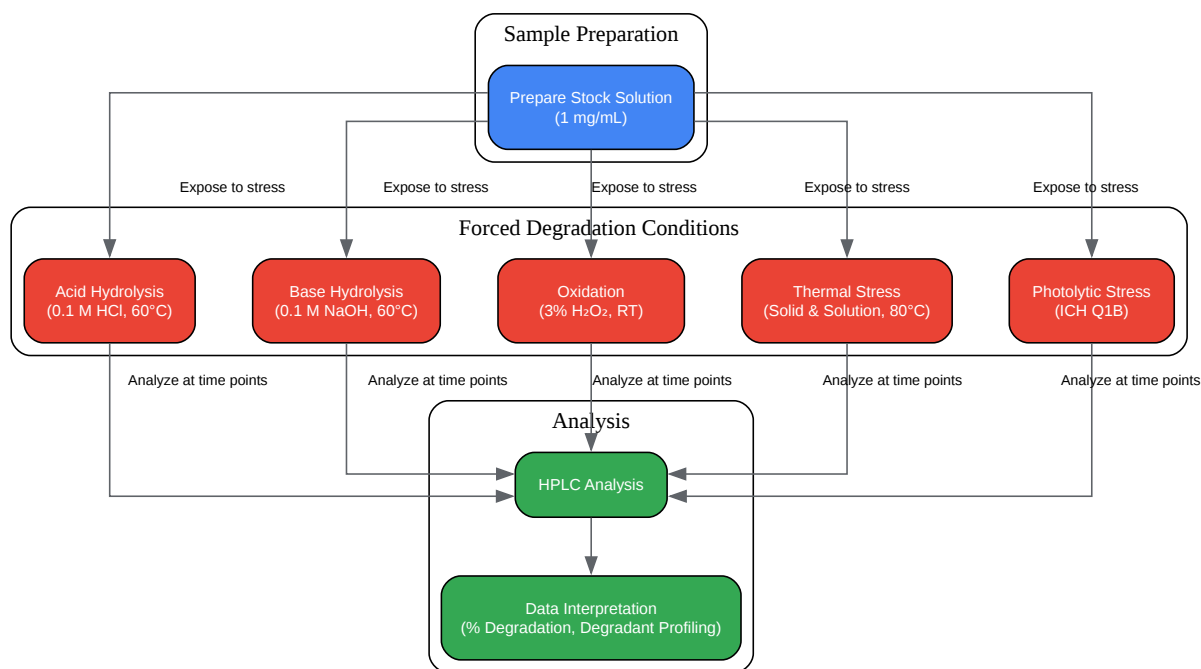 Sample Preparation
Prepare Stock Solution
(1 mg/mL)
Expose to stress
Expose to stress
Expose to stress
Expose to stress
Expose to stress
Forced Degradation Conditions
Acid Hydrolysis
(0.1 M HCl, 60°C)
Base Hydrolysis
(0.1 M NaOH, 60°C)
Oxidation
(3% H₂O₂, RT)
Thermal Stress
(Solid & Solution, 80°C)
Photolytic Stress
(ICH Q1B)
Analyze at time points
Analyze at time points
Analyze at time points
Analyze at time points
Analyze at time points
Analysis
HPLC Analysis
Data Interpretation
(% Degradation, Degradant Profiling)